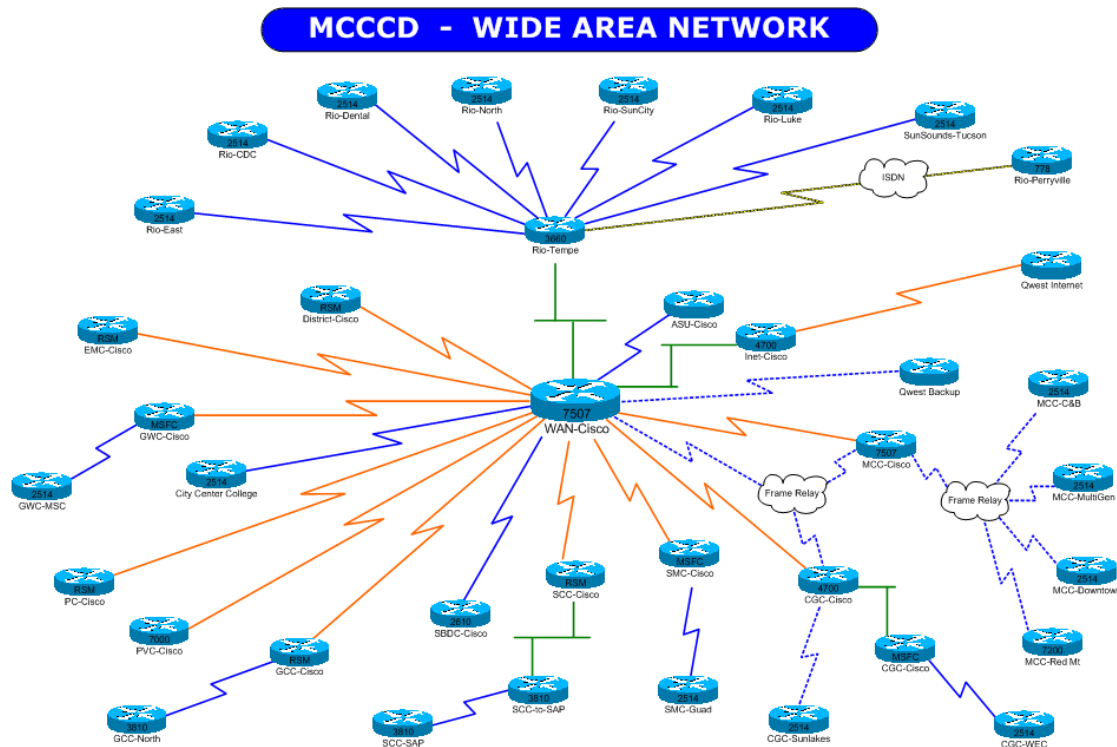 MCCCD - WIDE AREA NETWORK
2514
Rio-Dental
2514
Rio-North
2514
Rio-SunCity
2514
Rio-Luke
2514
SunSounds-Tucson
2514
Rio-CDC
ISDN
778
Rio-Perryville
2514
Rio-East
3660
Rio-Tempe
Qwest Internet
RSM
District-Cisco
ASU-Cisco
RSM
EMC-Cisco
4700
Inet-Cisco
Qwest Backup
2514
MCC-C&B
7507
WAN-Cisco
MSFC
GWC-Cisco
7507
MCC-Cisco
2514
GWC-MSC
2514
City Center College
Frame Relay
Frame Relay
2514
MCC-MultiGen
RSM
PC-Cisco
RSM
SCC-Cisco
MSFC
SMC-Cisco
4700
CGC-Cisco
2514
MCC-Downtow
7000
PVC-Cisco
2610
SBDC-Cisco
RSM
GCC-Cisco
MSFC
CGC-Cisco
7200
MCC-Red Mt
3810
GCC-North
3810
SCC-SAP
3610
SCC-to-SAP
2514
SMC-Guad
2514
CGC-Sunlakes
2514
CGC-WEC